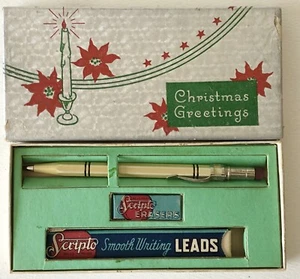 Christmas
Greetings
Scripto
ERASERS
Scripto Smooth Writing LEADS